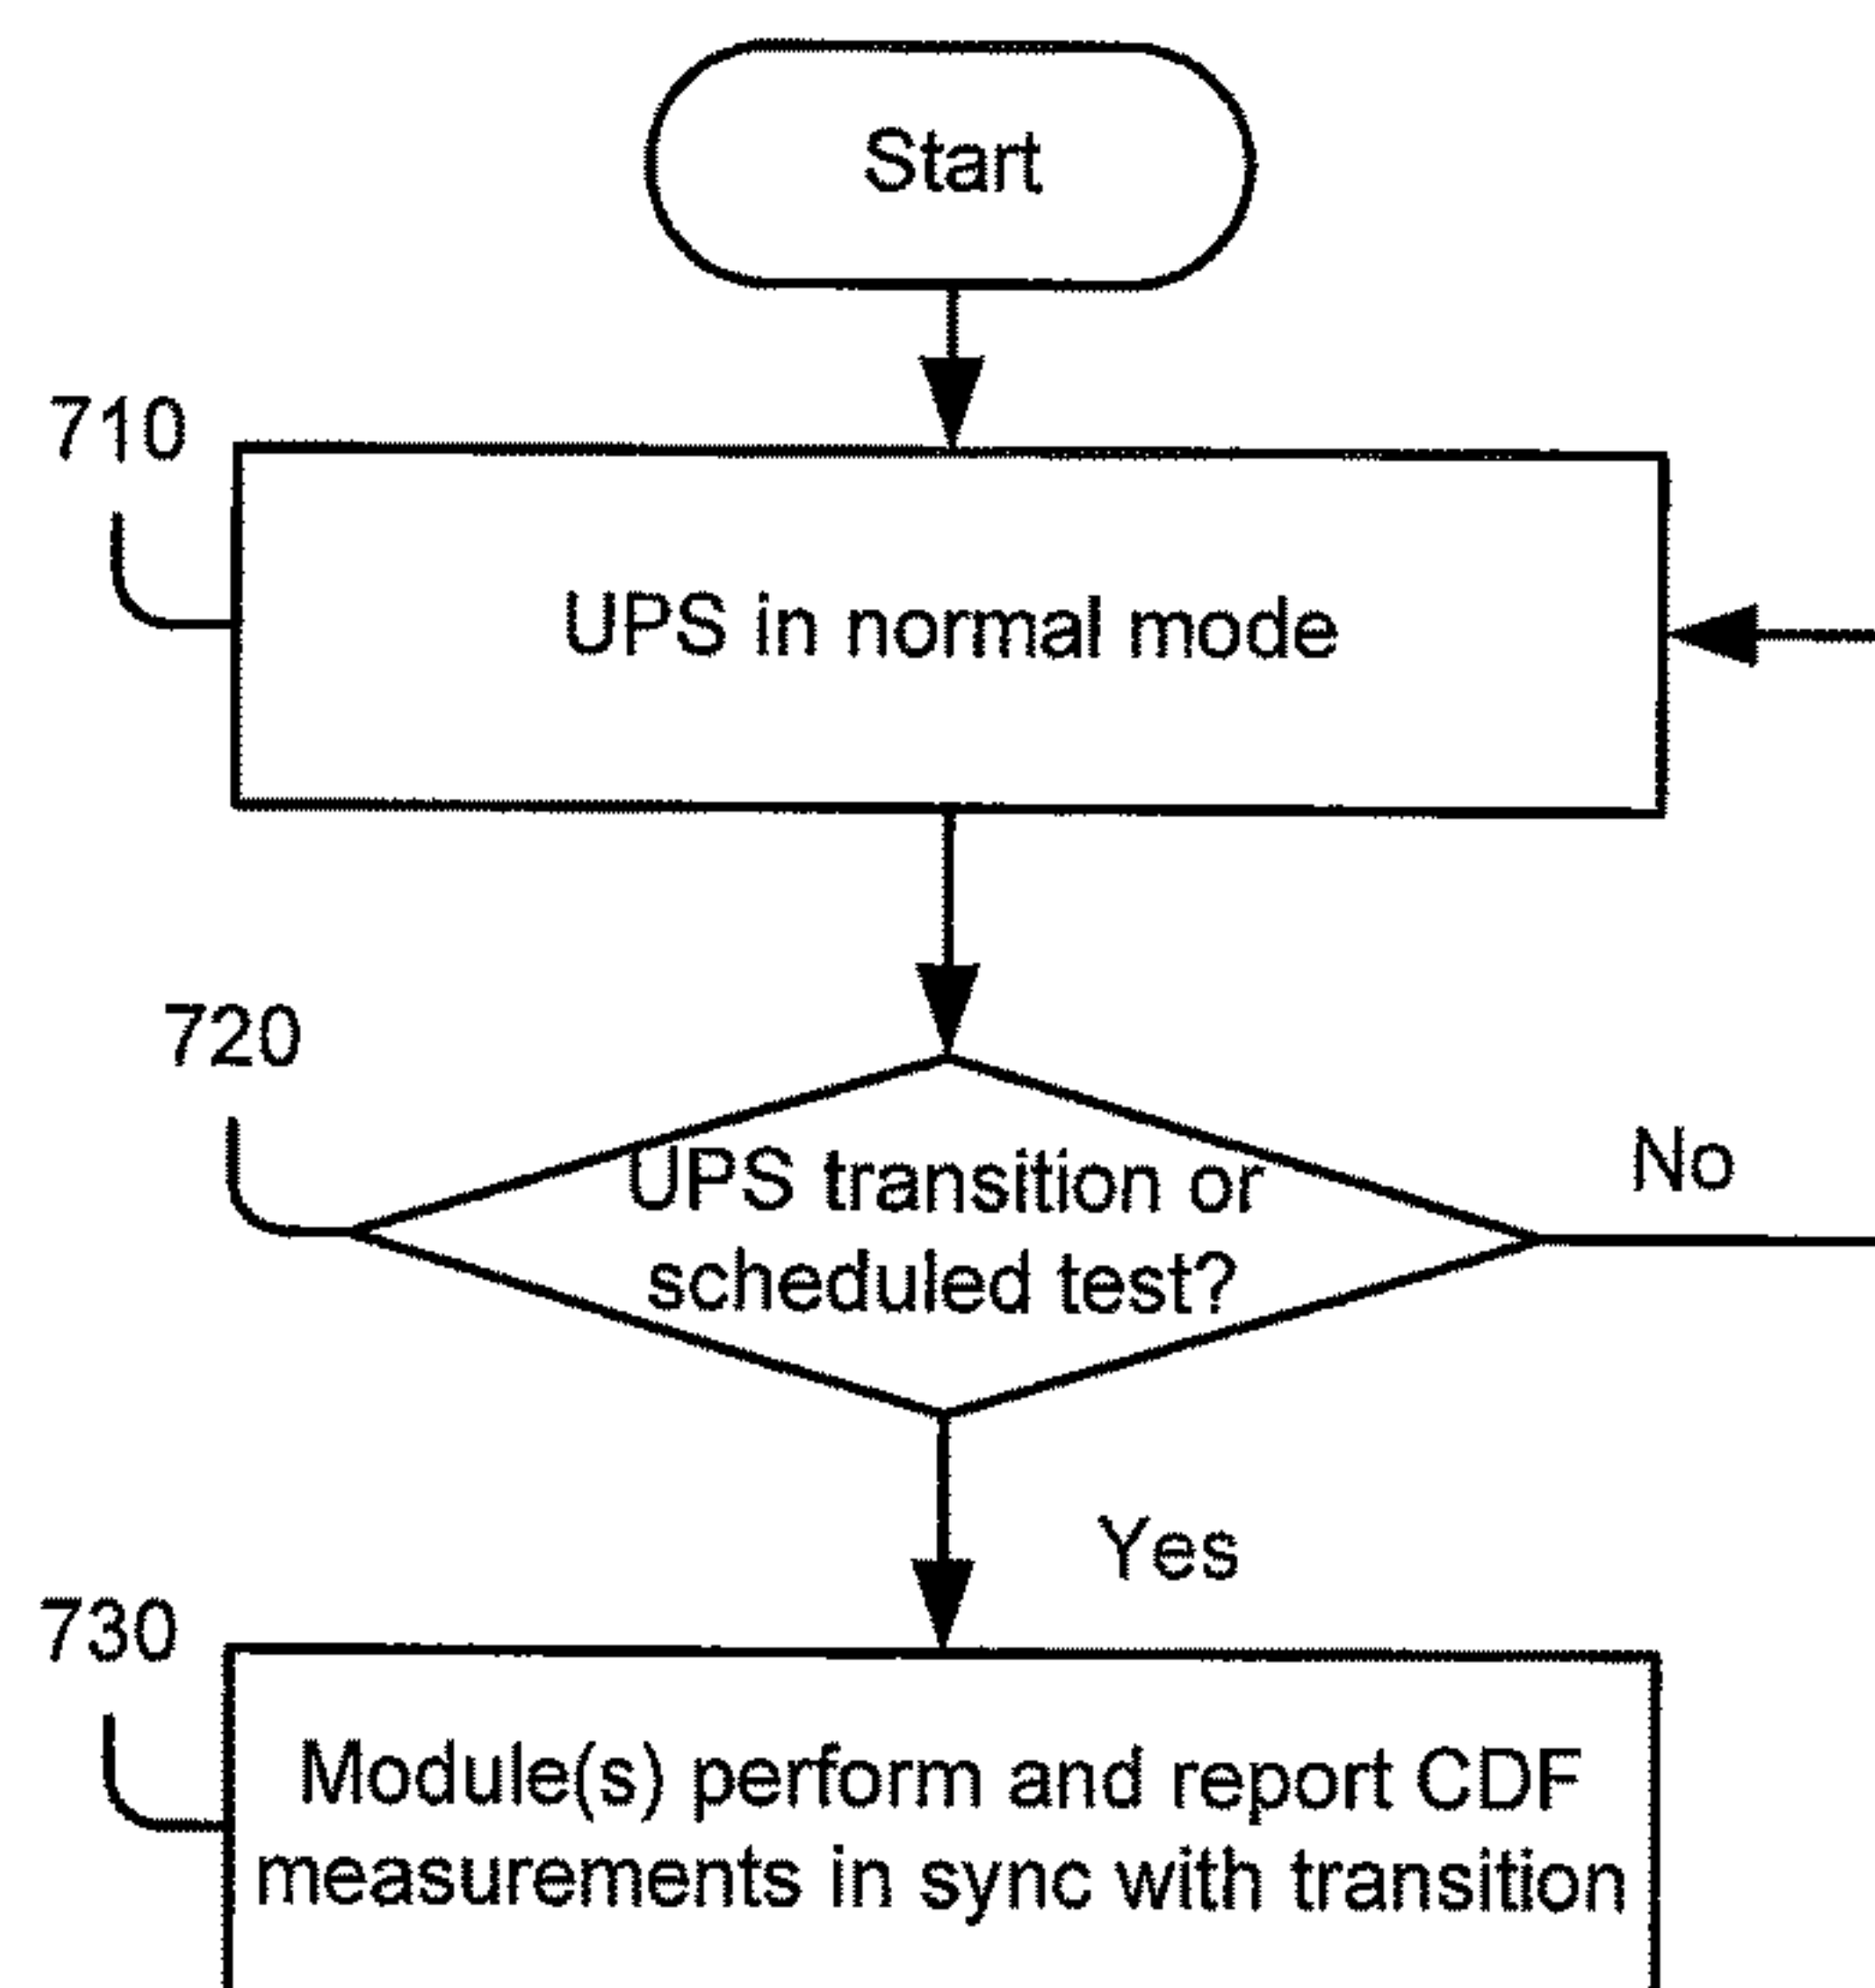 Start
710
UPS in normal mode
720
UPS transition or
scheduled test?
No
Yes
730
Module(s) perform and report CDF
measurements in sync with transition